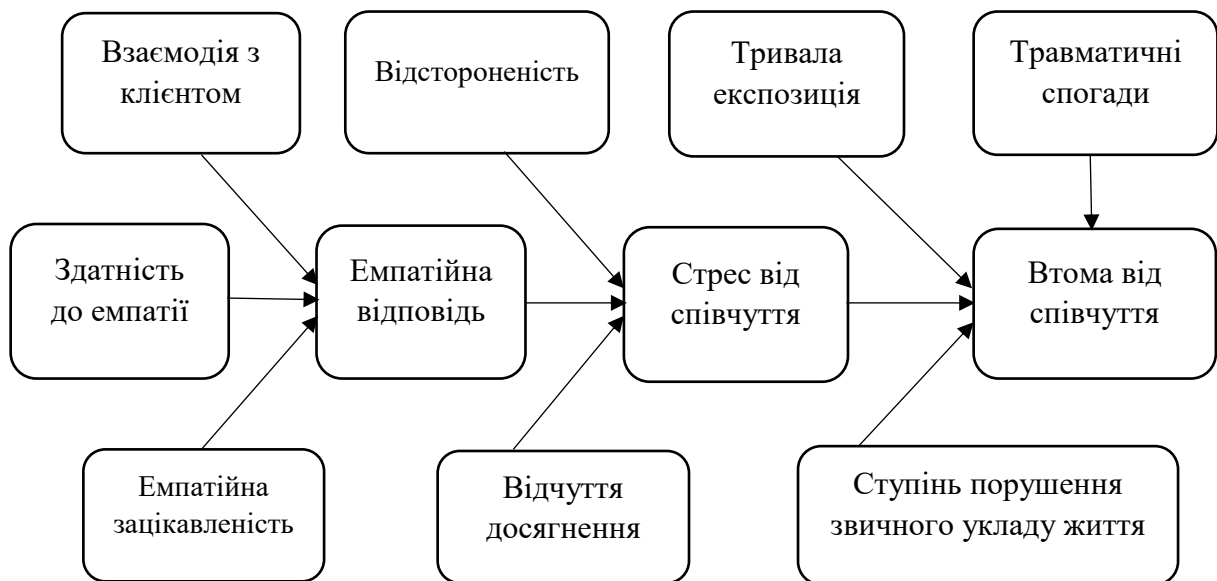 Взаємодія з
клієнтом
Відстороненість
Тривала
експозиція
Травматичні
спогади
Здатність
до емпатії
Емпатійна
відповідь
Стрес від
співчуття
Втома від
співчуття
Емпатійна
зацікавленість
Відчуття
досягнення
Ступінь порушення
звичного укладу життя